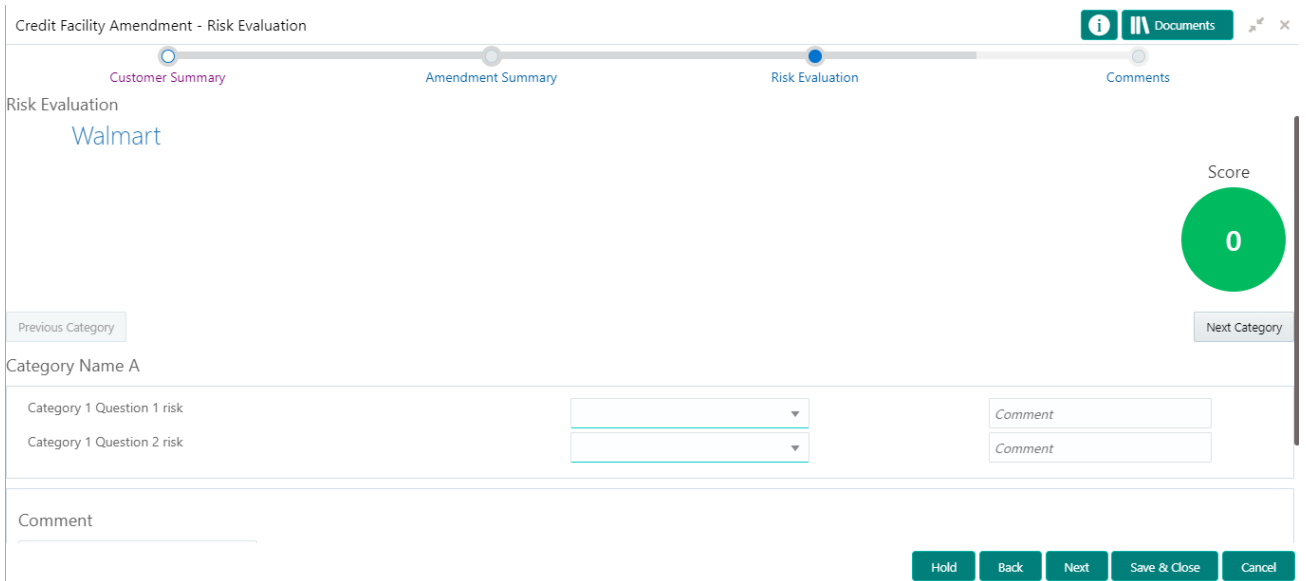 Credit Facility Amendment - Risk Evaluation
i Documents
Customer Summary Amendment Summary Risk Evaluation Comments
Risk Evaluation
Walmart
Score
0
Previous Category Next Category
Category Name A
Category 1 Question 1 risk Comment
Category 1 Question 2 risk Comment
Comment
Hold Back Next Save & Close Cancel